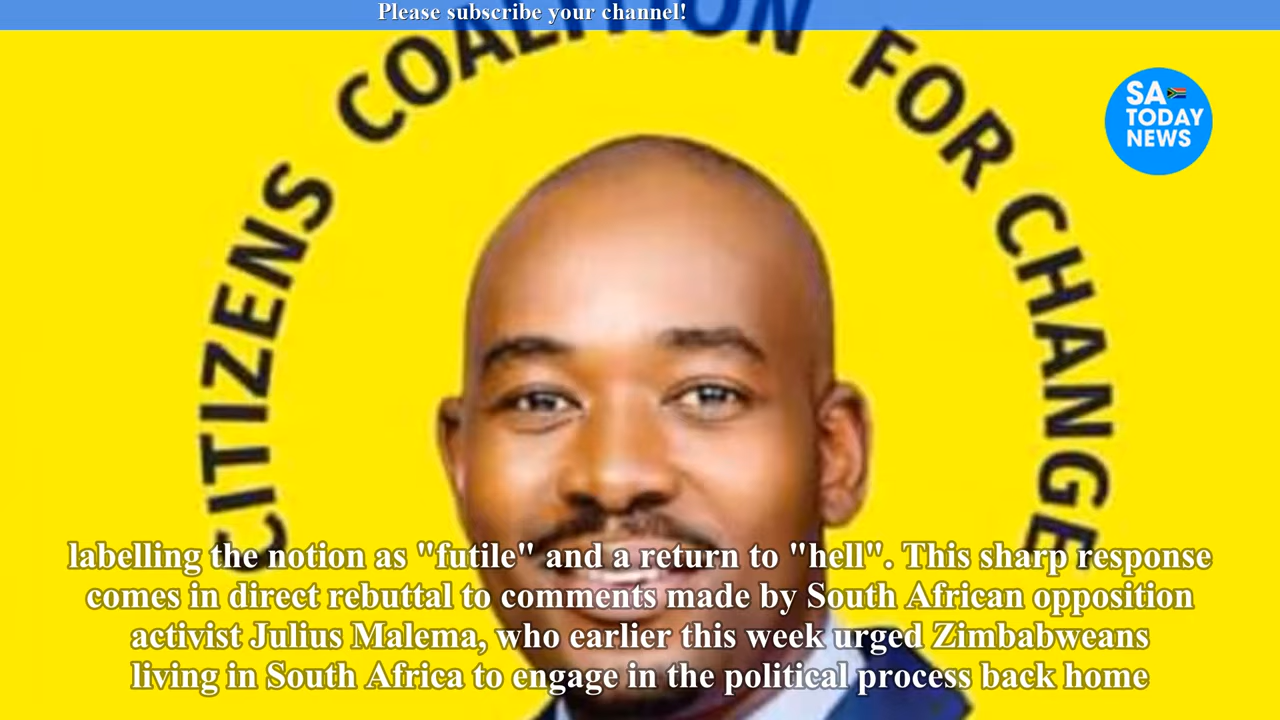 Please subscribe your channel!
CITIZENS COALITION FOR CHANGE
SA
TODAY
NEWS
labelling the notion as "futile" and a return to "hell". This sharp response
comes in direct rebuttal to comments made by South African opposition
activist Julius Malema, who earlier this week urged Zimbabweans
living in South Africa to engage in the political process back home